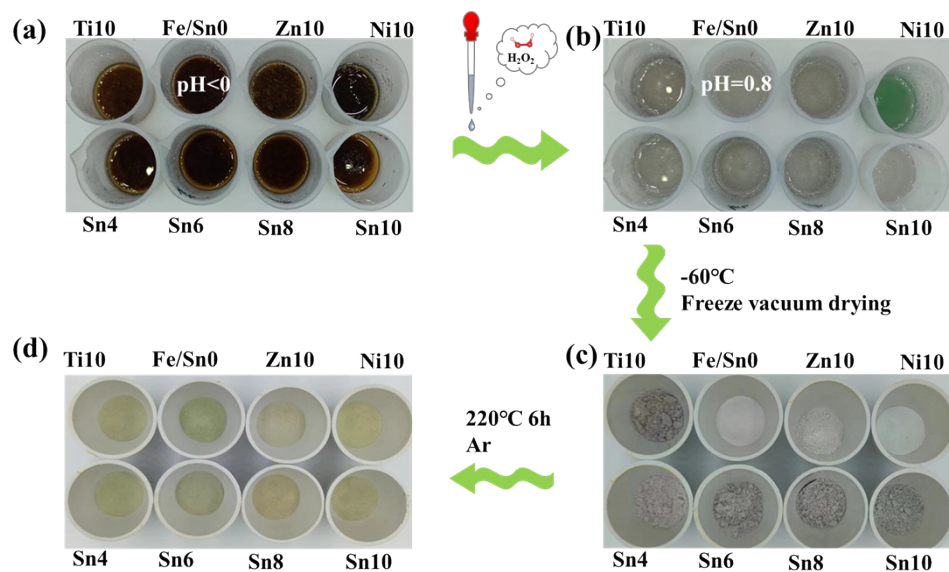 (a)
Ti10 Fe/Sn0 Zn10 Ni10
pH<0
Sn4 Sn6 Sn8 Sn10
H₂O₂
(b)
Ti10 Fe/Sn0 Zn10 Ni10
pH=0.8
Sn4 Sn6 Sn8 Sn10
-60°C
Freeze vacuum drying
(c)
Ti10 Fe/Sn0 Zn10 Ni10
Sn4 Sn6 Sn8 Sn10
220°C 6h
Ar
(d)
Ti10 Fe/Sn0 Zn10 Ni10
Sn4 Sn6 Sn8 Sn10